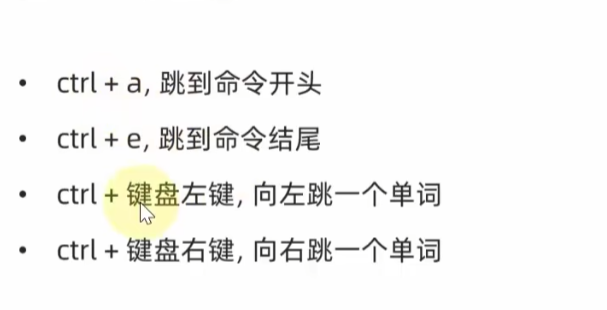 • ctrl + a, 跳到命令开头
• ctrl + e, 跳到命令结尾
• ctrl + 键盘左键, 向左跳一个单词
• ctrl + 键盘右键, 向右跳一个单词